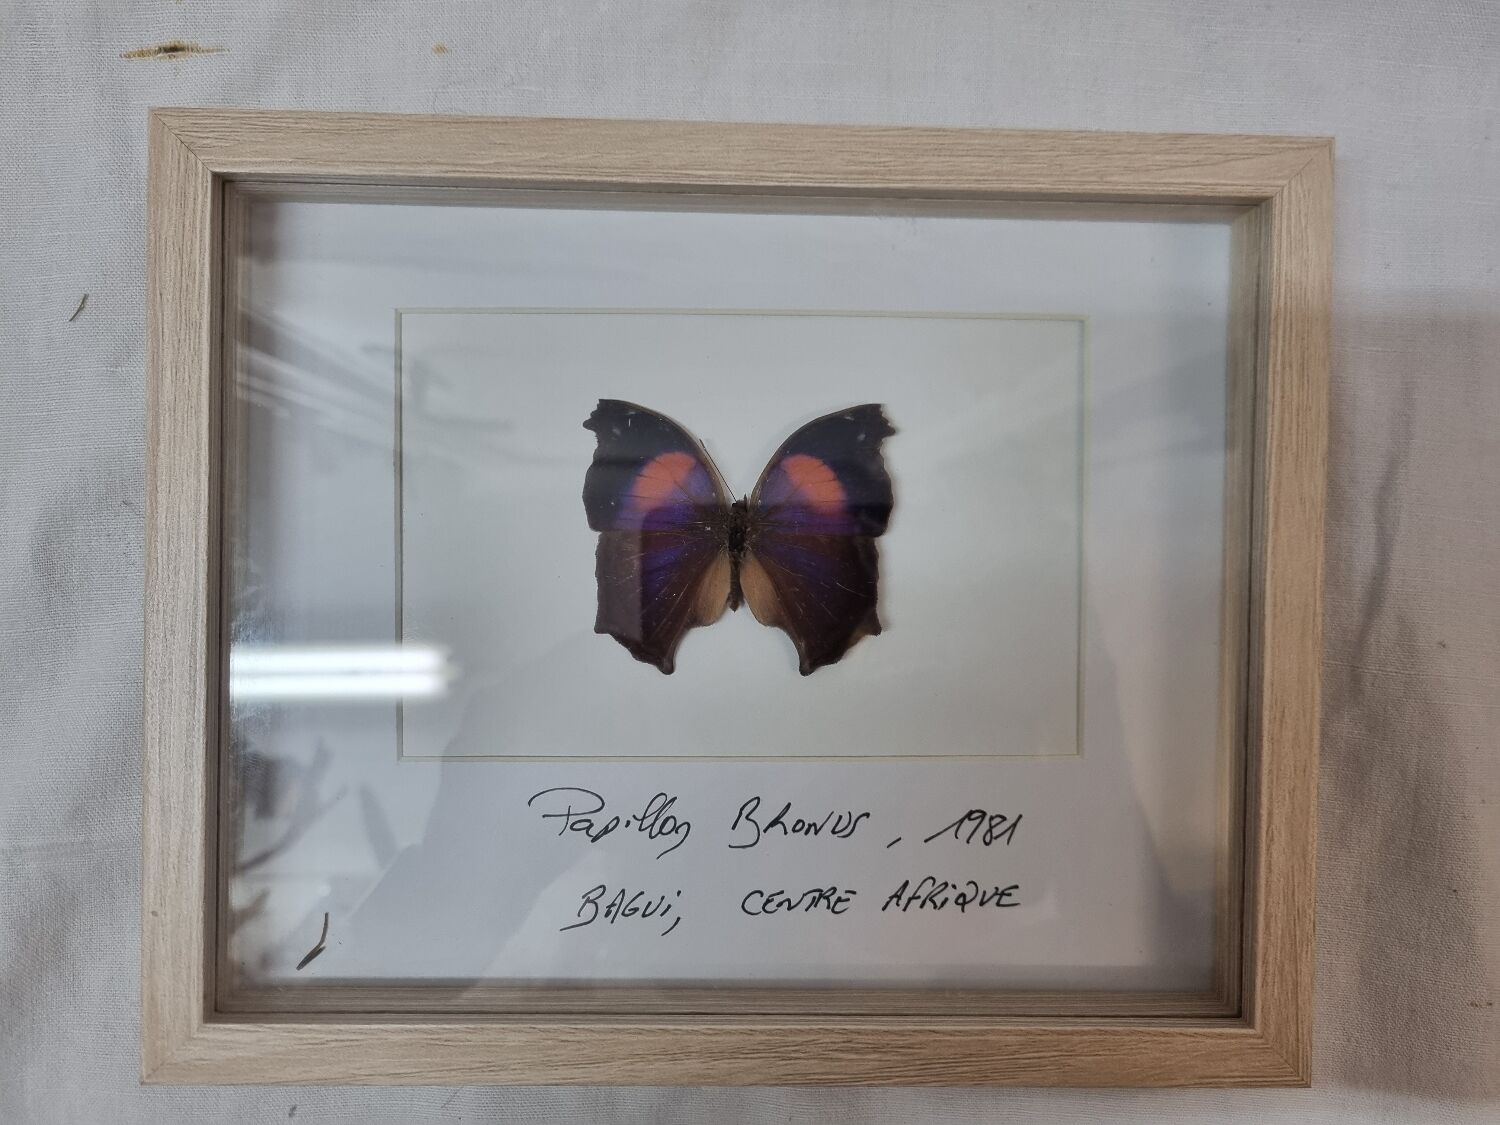 Papillon Bhonus, 1981
BAGUI, CENTRE AFRIQUE